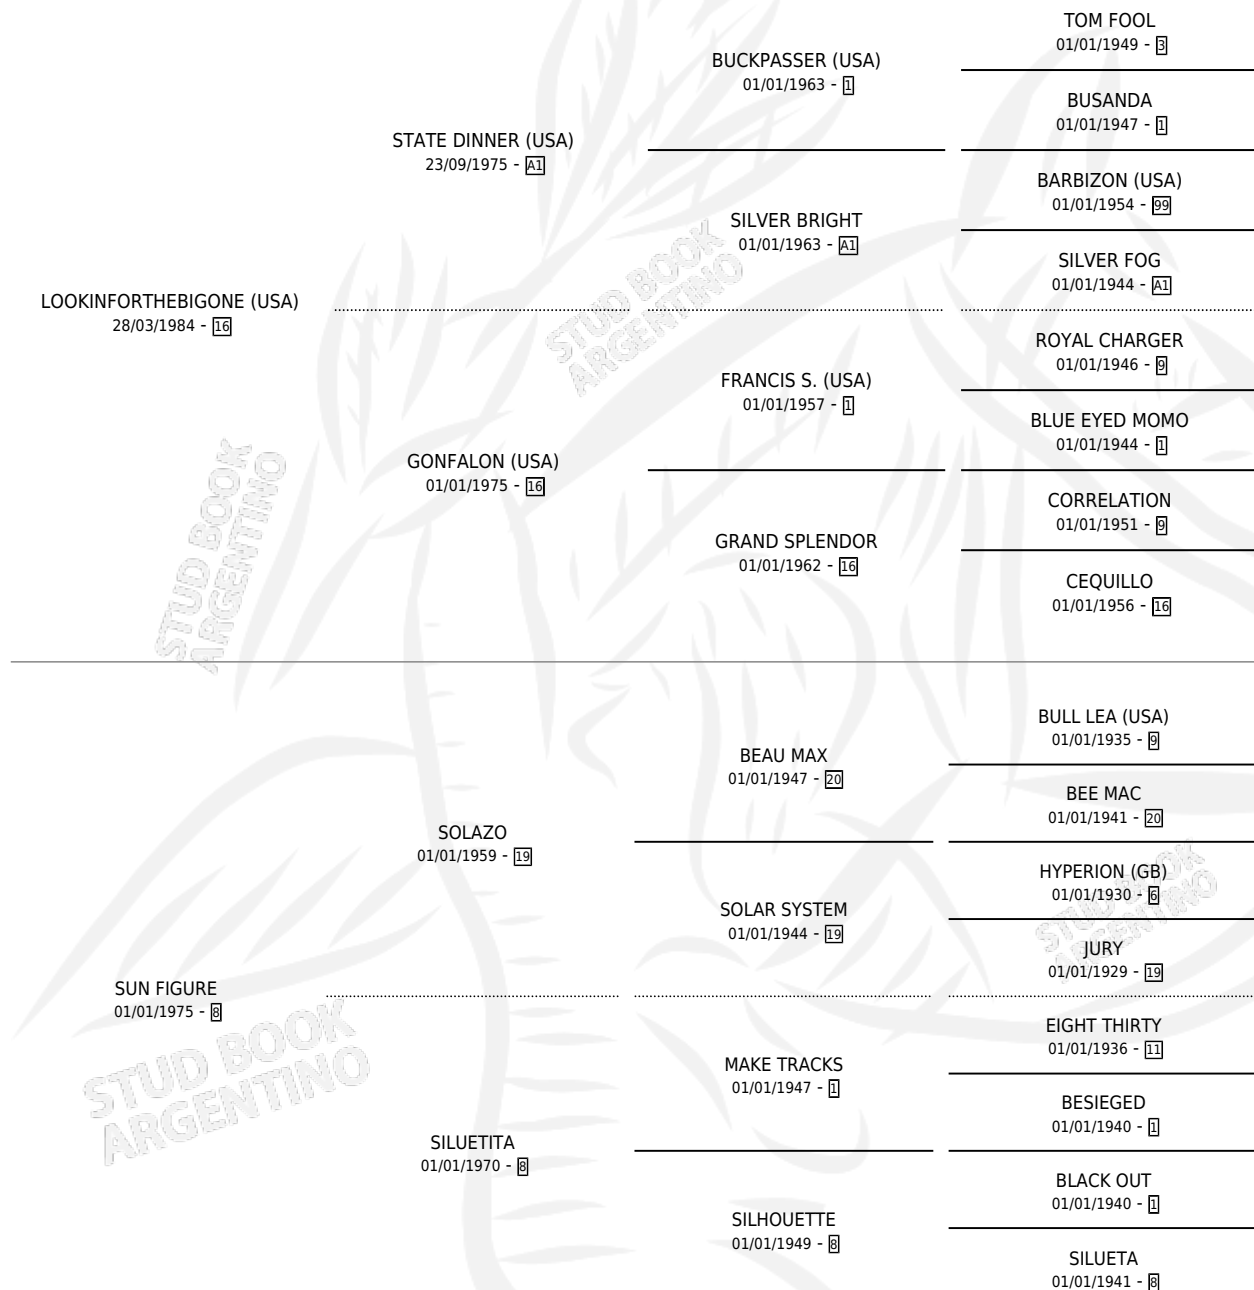 TOM FOOL
01/01/1949 - 3
BUCKPASSER (USA)
01/01/1963 - 1
BUSANDA
01/01/1947 - 1
STATE DINNER (USA)
23/09/1975 - A1
BARBIZON (USA)
01/01/1954 - 99
SILVER BRIGHT
01/01/1963 - A1
SILVER FOG
01/01/1944 - A1
LOOKINFORTHEBIGONE (USA)
28/03/1984 - 16
ROYAL CHARGER
01/01/1946 - 9
FRANCIS S. (USA)
01/01/1957 - 1
BLUE EYED MOMO
01/01/1944 - 1
GONFALON (USA)
01/01/1975 - 16
CORRELATION
01/01/1951 - 9
GRAND SPLENDOR
01/01/1962 - 16
CEQUILLO
01/01/1956 - 16
BULL LEA (USA)
01/01/1935 - 9
BEAU MAX
01/01/1947 - 20
BEE MAC
01/01/1941 - 20
SOLAZO
01/01/1959 - 19
HYPERION (GB)
01/01/1930 - 6
SOLAR SYSTEM
01/01/1944 - 19
JURY
01/01/1929 - 19
SUN FIGURE
01/01/1975 - 8
EIGHT THIRTY
01/01/1936 - 11
MAKE TRACKS
01/01/1947 - 1
BESIEGED
01/01/1940 - 1
SILUETITA
01/01/1970 - 8
BLACK OUT
01/01/1940 - 1
SILHOUETTE
01/01/1949 - 8
SILUETA
01/01/1941 - 8
STUD BOOK
ARGENTINO
STUD BOOK
ARGENTINO
STUD BOOK
ARGENTINO
STUD BOOK
ARGENTINO